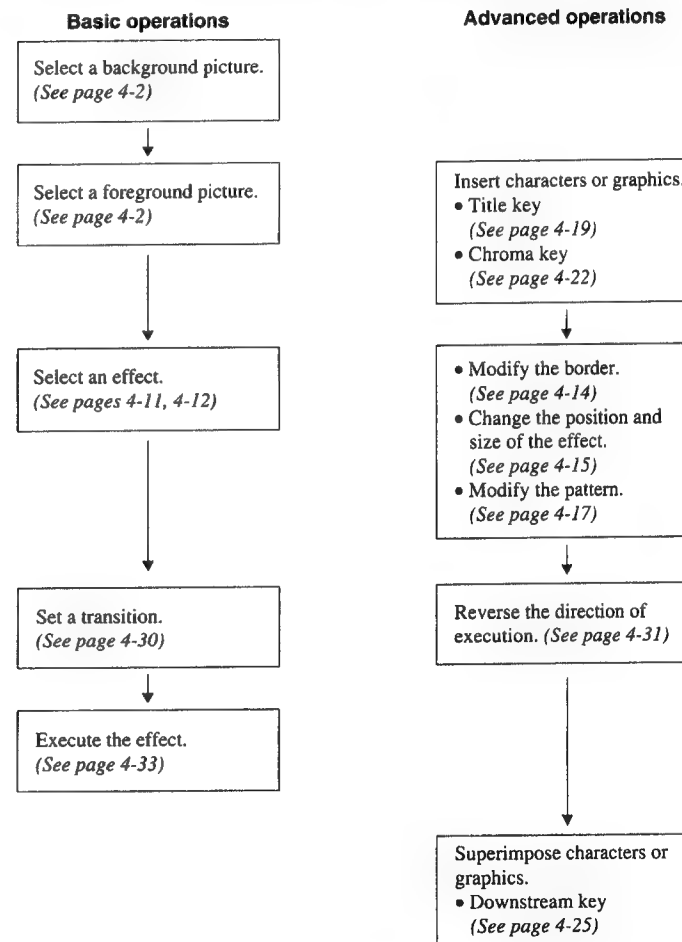 Basic operations
Select a background picture.
(See page 4-2)
Select a foreground picture.
(See page 4-2)
Select an effect.
(See pages 4-11, 4-12)
Set a transition.
(See page 4-30)
Execute the effect.
(See page 4-33)
Advanced operations
Insert characters or graphics.
• Title key
(See page 4-19)
• Chroma key
(See page 4-22)
• Modify the border.
(See page 4-14)
• Change the position and
size of the effect.
(See page 4-15)
• Modify the pattern.
(See page 4-17)
Reverse the direction of
execution. (See page 4-31)
Superimpose characters or
graphics.
• Downstream key
(See page 4-25)